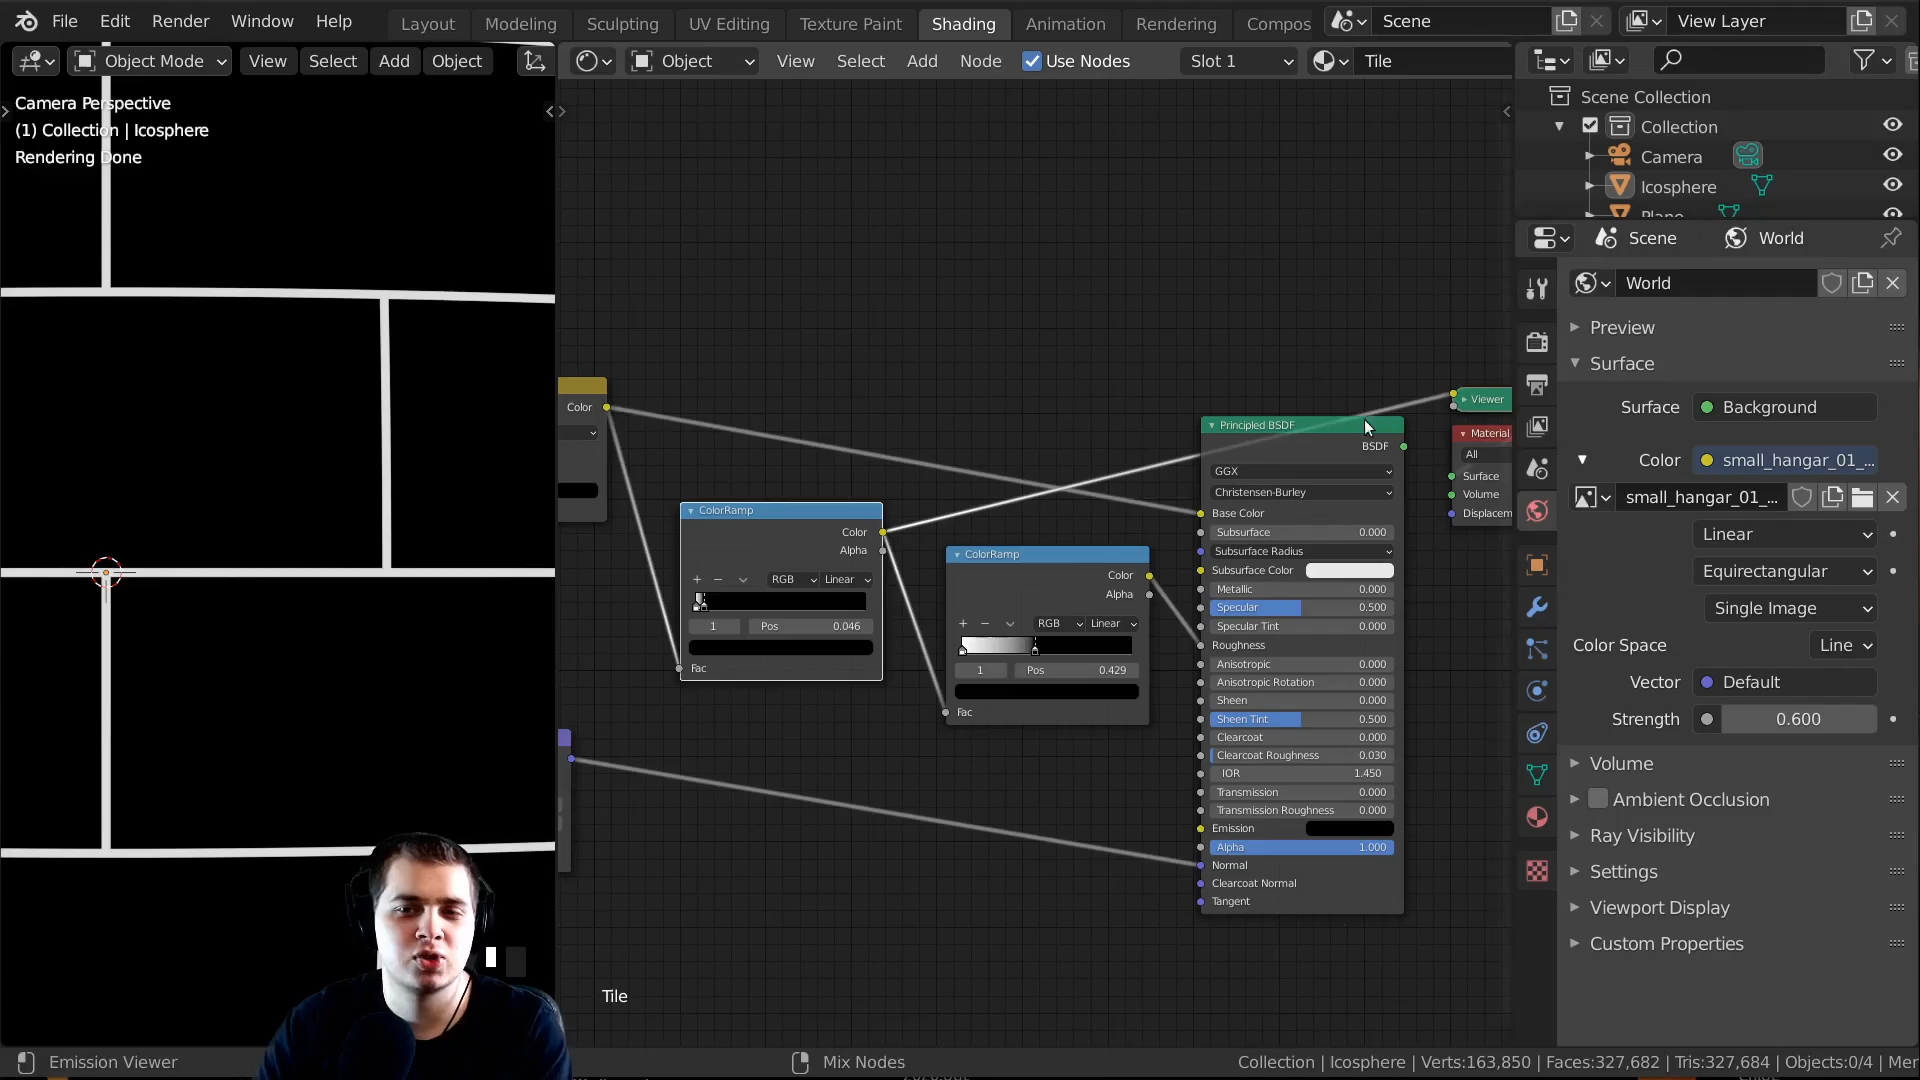 File Edit Render Window Help Layout Modeling Sculpting UV Editing Texture Paint Shading Animation Rendering Compos Scene View Layer
Object Mode View Select Add Object Object View Select Add Node Use Nodes Slot 1 Tile
Camera Perspective
(1) Collection | Icosphere
Rendering Done
Scene Collection
Collection
Camera
Icosphere
Plane
Scene World
World
Preview
Surface
Surface Background
Color small_hangar_01_...
small_hangar_01_...
Linear
Equirectangular
Single Image
Color Space Line
Vector Default
Strength 0.600
Volume
Ambient Occlusion
Ray Visibility
Settings
Viewport Display
Custom Properties
Color
ColorRamp
Color
Alpha
RGB Linear
1 Pos 0.046
Fac
ColorRamp
Color
Alpha
RGB Linear
1 Pos 0.429
Fac
Principled BSDF
BSDF
GGX
Christensen-Burley
Base Color
Subsurface 0.000
Subsurface Radius
Subsurface Color
Metallic 0.000
Specular 0.500
Specular Tint 0.000
Roughness
Anisotropic 0.000
Anisotropic Rotation 0.000
Sheen 0.000
Sheen Tint 0.500
Clearcoat 0.000
Clearcoat Roughness 0.030
IOR 1.450
Transmission 0.000
Transmission Roughness 0.000
Emission
Alpha 1.000
Normal
Clearcoat Normal
Tangent
Viewer
Material
All
Surface
Volume
Displacem
Tile
Emission Viewer Mix Nodes Collection | Icosphere | Verts:163,850 | Faces:327,682 | Tris:327,684 | Objects:0/4 | Mer